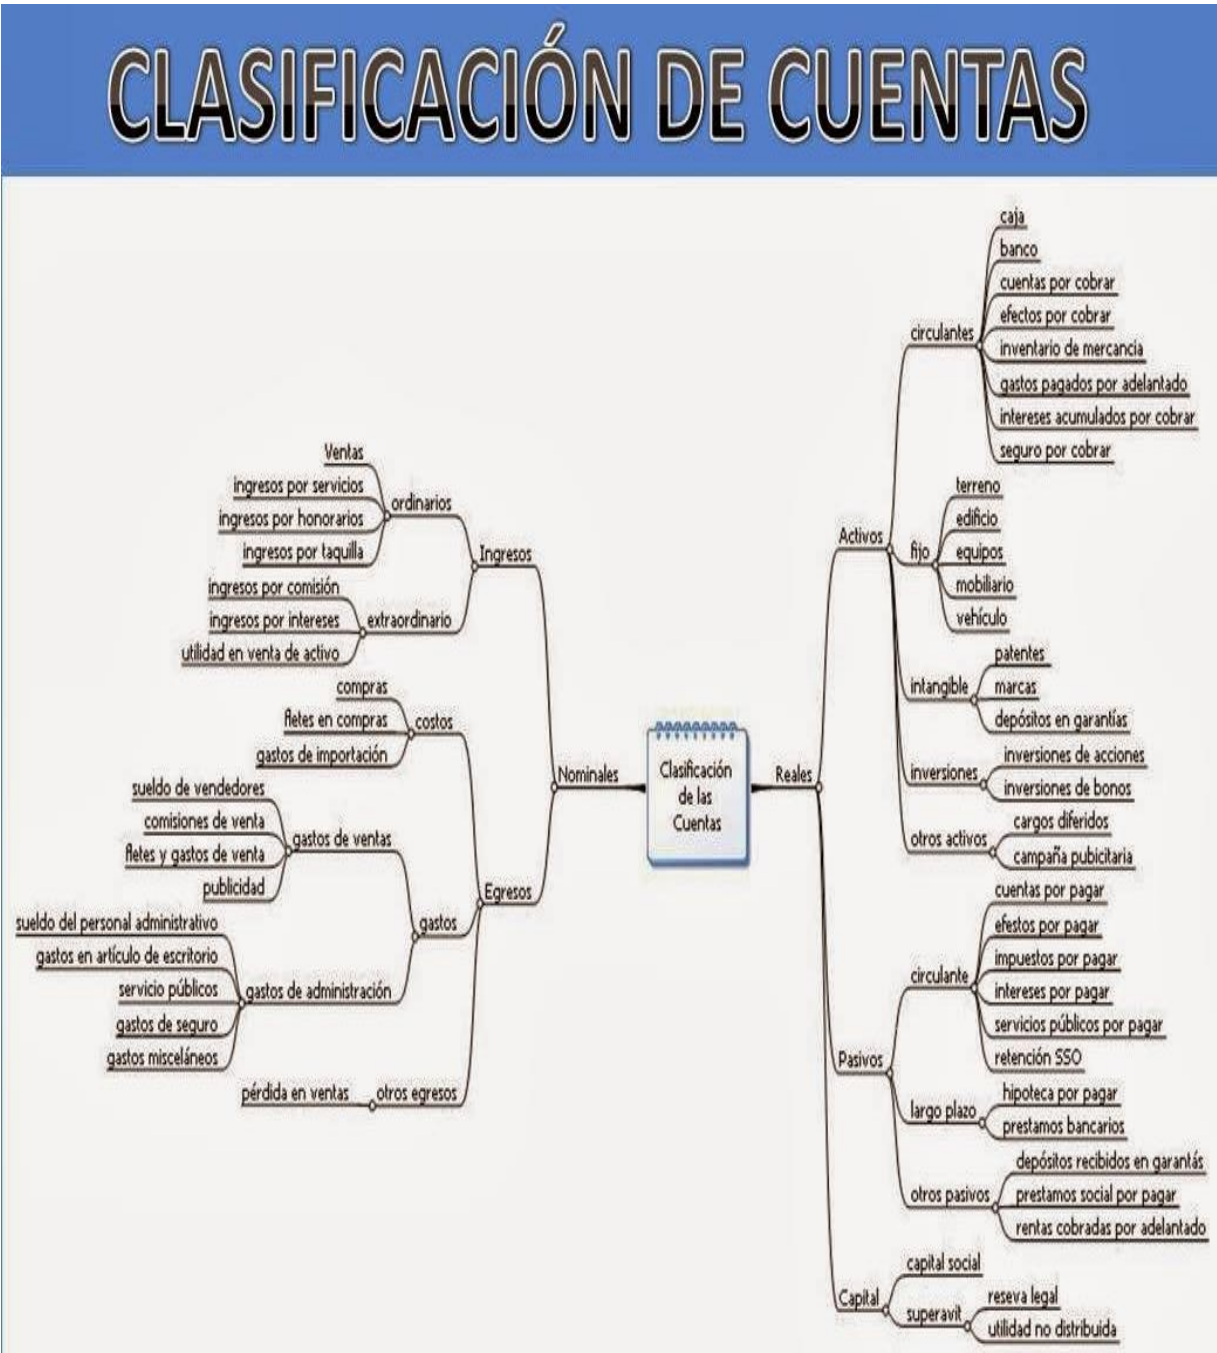 CLASIFICACIÓN DE CUENTAS
Clasificación
de las
Cuentas
Nominales
Ingresos
ordinarios
Ventas
ingresos por servicios
ingresos por honorarios
ingresos por taquilla
extraordinario
ingresos por comisión
ingresos por intereses
utilidad en venta de activo
Egresos
costos
compras
fletes en compras
gastos de importación
gastos
gastos de ventas
sueldo de vendedores
comisiones de venta
fletes y gastos de venta
publicidad
gastos de administración
sueldo del personal administrativo
gastos en artículo de escritorio
servicio públicos
gastos de seguro
gastos misceláneos
otros egresos
pérdida en ventas
Reales
Activos
circulantes
caja
banco
cuentas por cobrar
efectos por cobrar
inventario de mercancía
gastos pagados por adelantado
intereses acumulados por cobrar
seguro por cobrar
fijo
terreno
edificio
equipos
mobiliario
vehículo
intangible
patentes
marcas
depósitos en garantías
inversiones
inversiones de acciones
inversiones de bonos
otros activos
cargos diferidos
campaña pubicitaria
Pasivos
circulante
cuentas por pagar
efestos por pagar
impuestos por pagar
intereses por pagar
servicios públicos por pagar
retención SSO
largo plazo
hipoteca por pagar
prestamos bancarios
otros pasivos
depósitos recibidos en garantás
prestamos social por pagar
rentas cobradas por adelantado
Capital
capital social
superavit
reseva legal
utilidad no distribuida